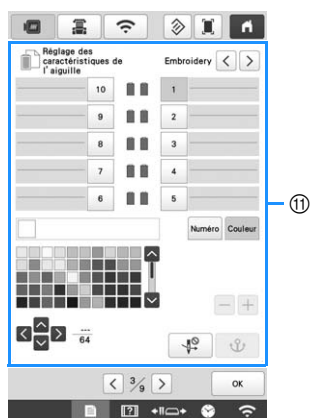 Réglage des
caractéristiques de
l'aiguille
Embroidery < >
10 1
9 2
8 3
7 4
6 5
Numéro Couleur
− +
---
64
< 3/9 > OK
⑪